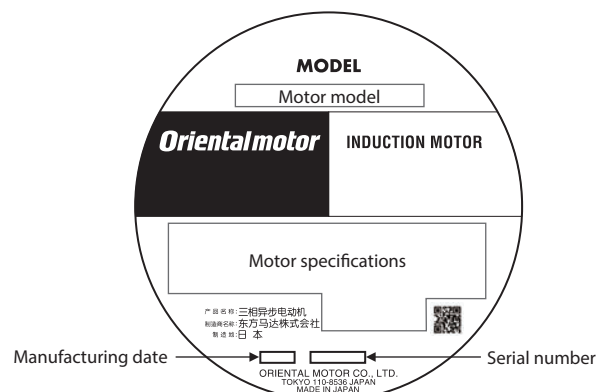 MODEL
Motor model
Orientalmotor
INDUCTION MOTOR
Motor specifications
产品名称:三相异步电动机
制造商名称:东方马达株式会社
制造地:日本
Manufacturing date
Serial number
ORIENTAL MOTOR CO., LTD.
TOKYO 110-8536 JAPAN
MADE IN JAPAN